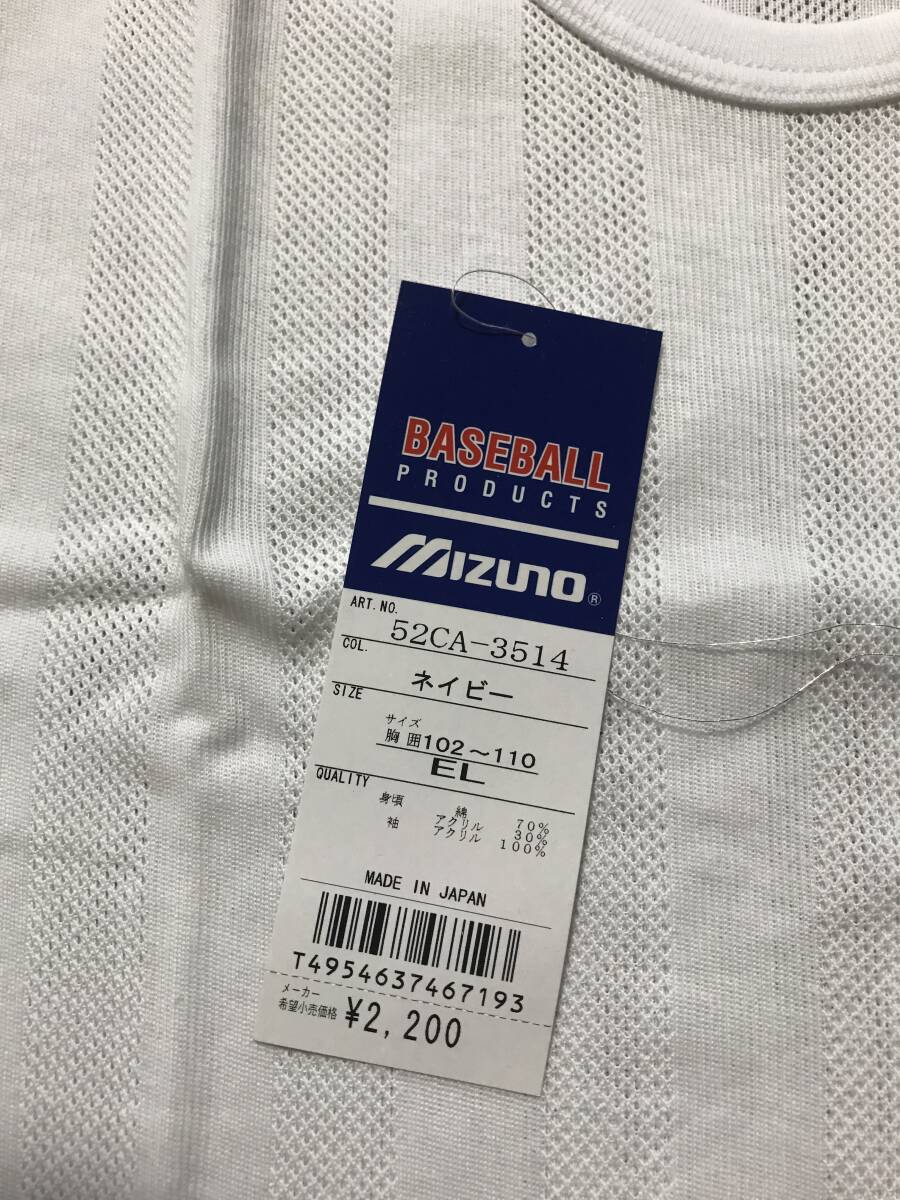 BASEBALL
PRODUCTS
MIZUNO ®
ART. NO. 52CA-3514
COL. ネイビー
SIZE サイズ
胸囲102〜110
EL
QUALITY
身頃 綿 70%
アクリル 30%
袖 アクリル 100%
MADE IN JAPAN
T4954637467193
メーカー
希望小売価格 ¥2,200